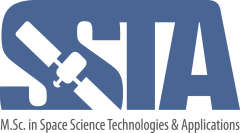 SSTA
M.Sc. in Space Science Technologies & Applications